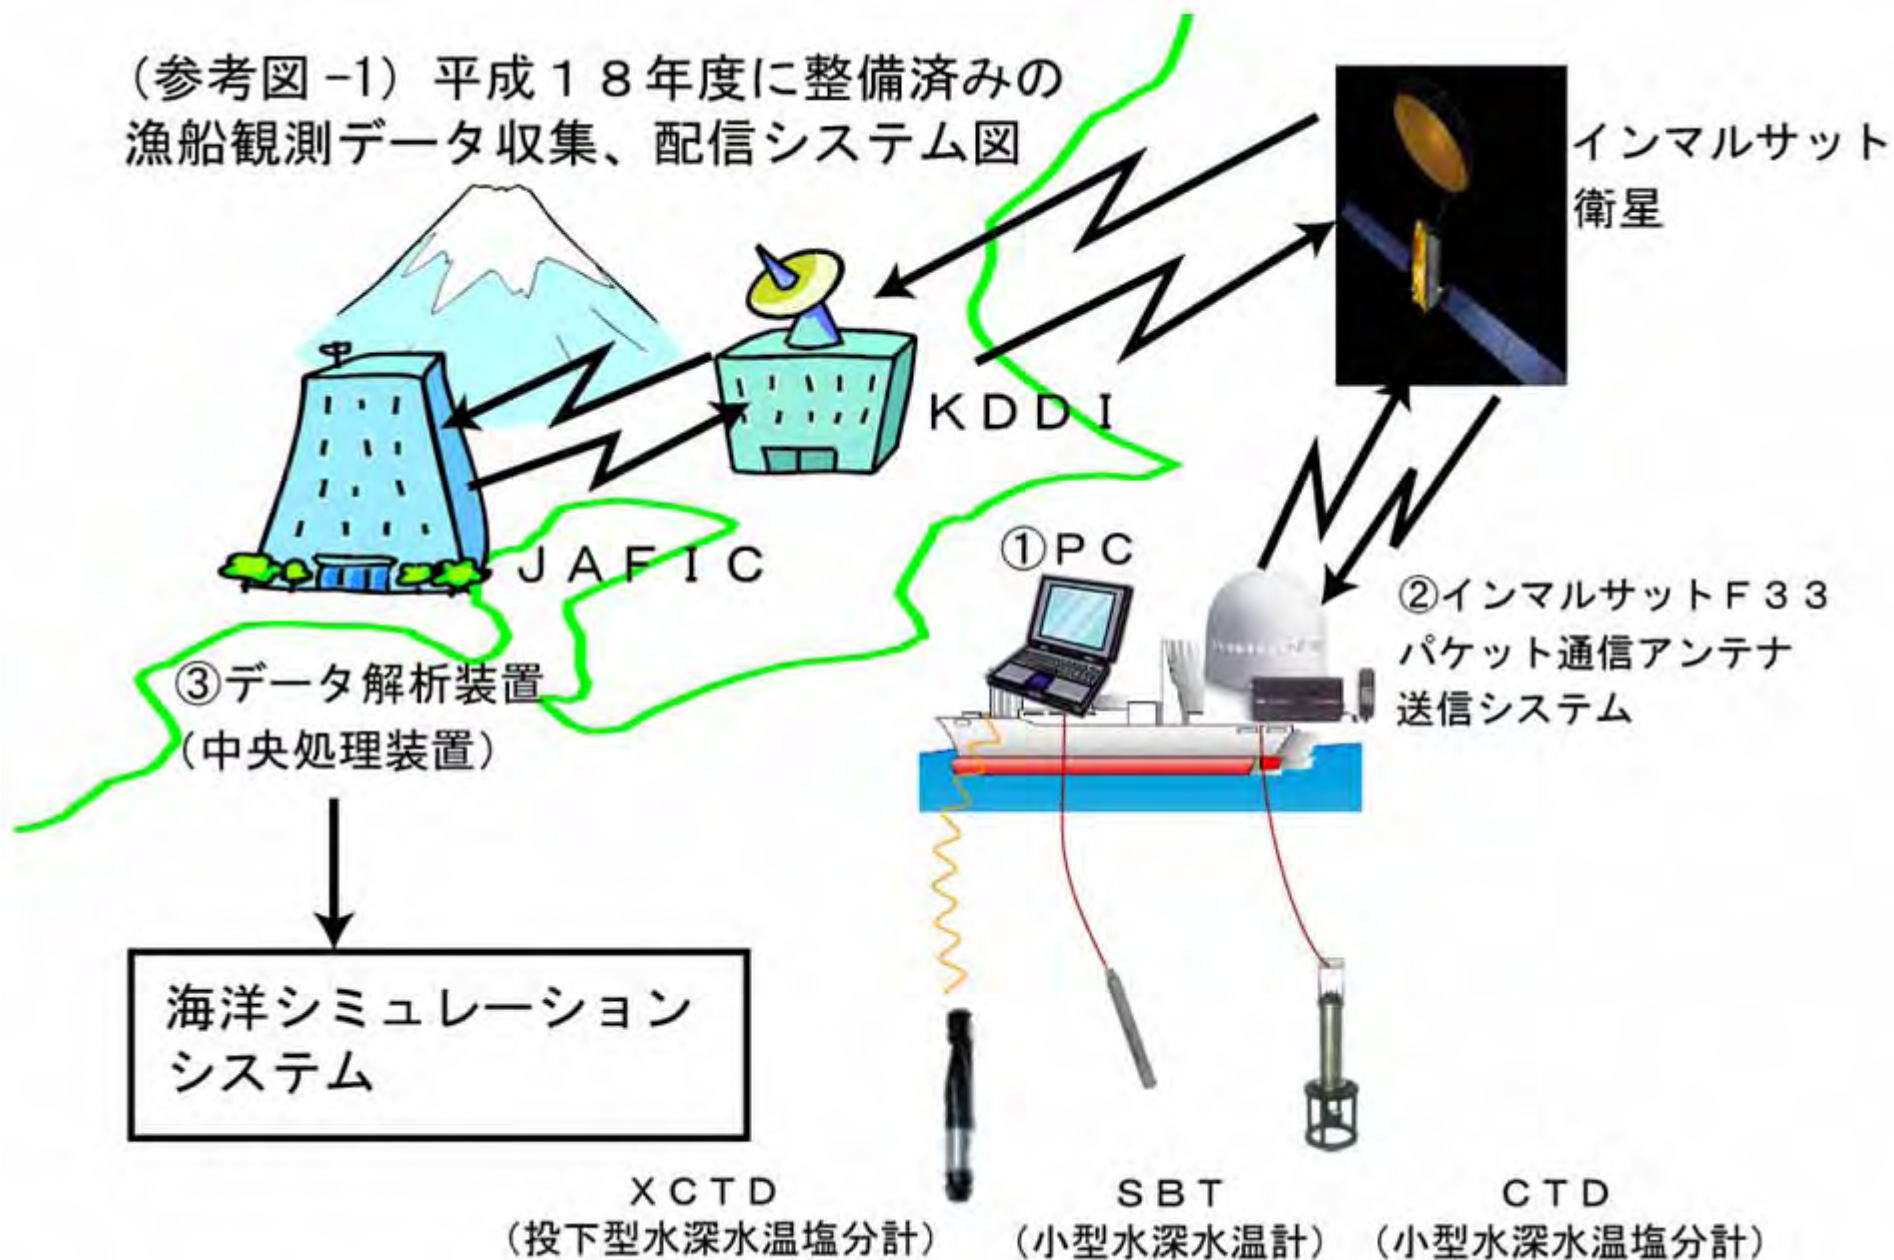 （参考図 -1）平成１８年度に整備済みの
漁船観測データ収集、配信システム図
インマルサット
衛星
ＫＤＤＩ
ＪＡＦＩＣ
①ＰＣ
②インマルサットＦ３３
パケット通信アンテナ
送信システム
③データ解析装置
（中央処理装置）
海洋シミュレーション
システム
ＸＣＴＤ
（投下型水深水温塩分計）
ＳＢＴ
（小型水深水温計）
ＣＴＤ
（小型水深水温塩分計）